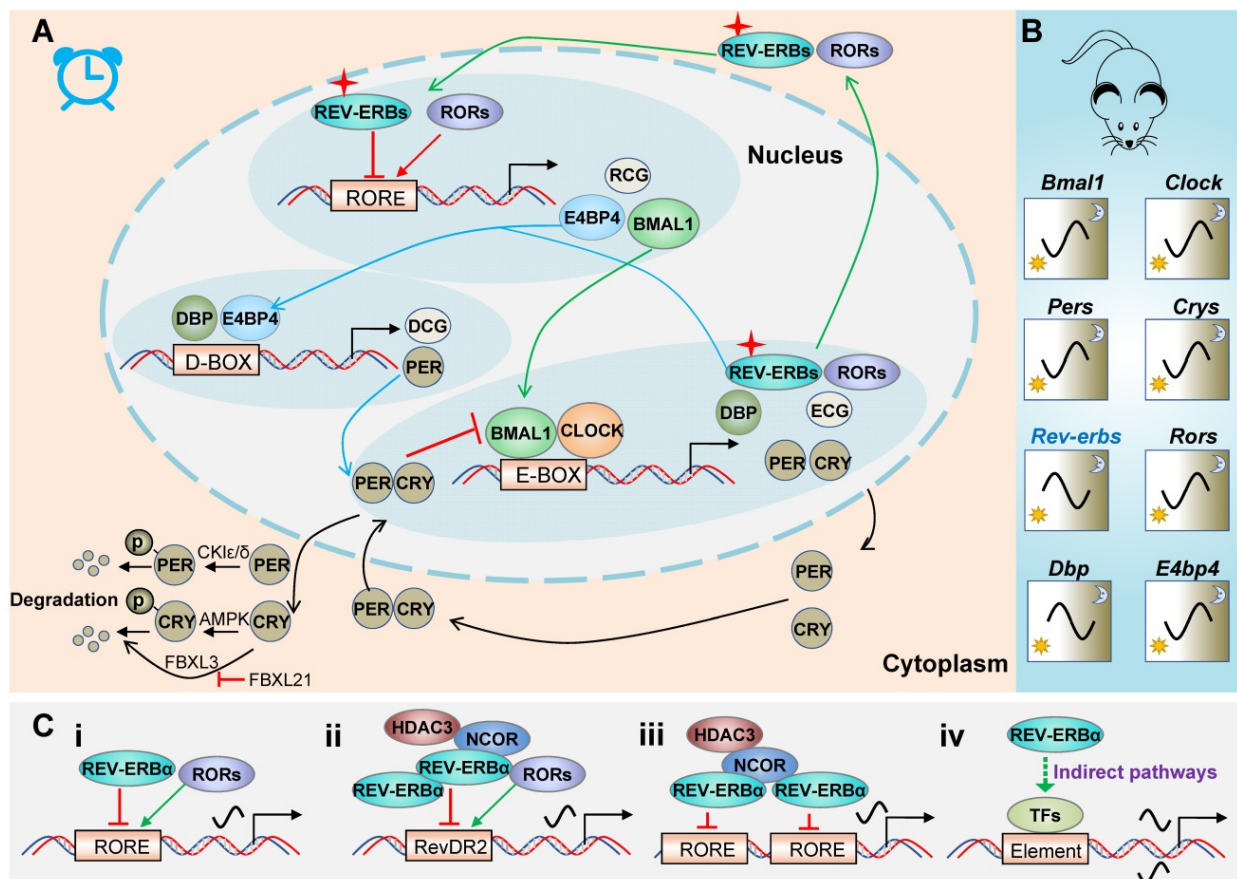 A
REV-ERBs RORs
REV-ERBs RORs
Nucleus
RORE
RCG
E4BP4 BMAL1
DBP E4BP4
DCG
D-BOX
PER
REV-ERBs RORs
DBP ECG
BMAL1 CLOCK
E-BOX
PER CRY
PER CRY
p
PER CKIε/δ PER
Degradation
p
CRY AMPK CRY
FBXL3
FBXL21
PER CRY
PER
CRY
Cytoplasm
B
Bmal1 Clock
Pers Crys
Rev-erbs Rors
Dbp E4bp4
C
i
REV-ERBα RORs
RORE
ii
HDAC3
NCOR
REV-ERBα
REV-ERBα RORs
RevDR2
iii
HDAC3
NCOR
REV-ERBα REV-ERBα
RORE RORE
iv
REV-ERBα
Indirect pathways
TFs
Element